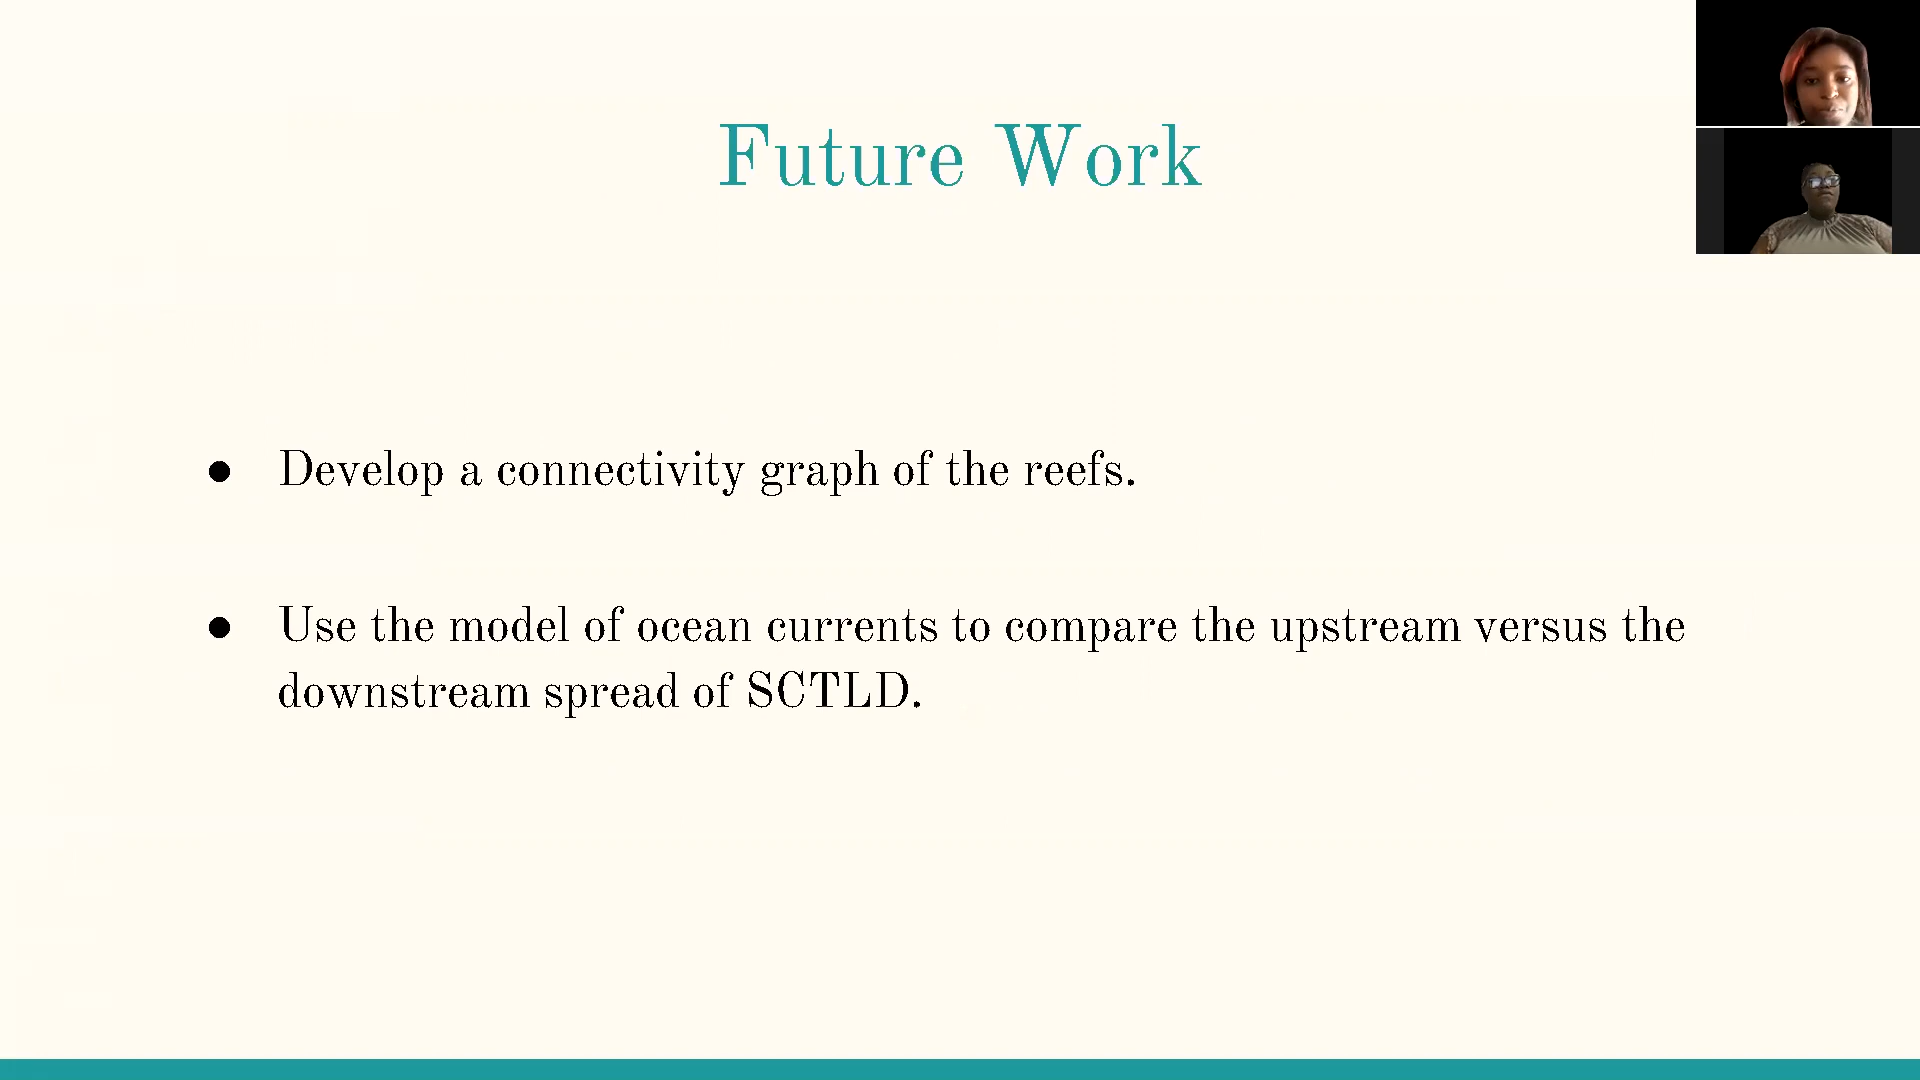 Future Work
● Develop a connectivity graph of the reefs.
● Use the model of ocean currents to compare the upstream versus the
downstream spread of SCTLD.